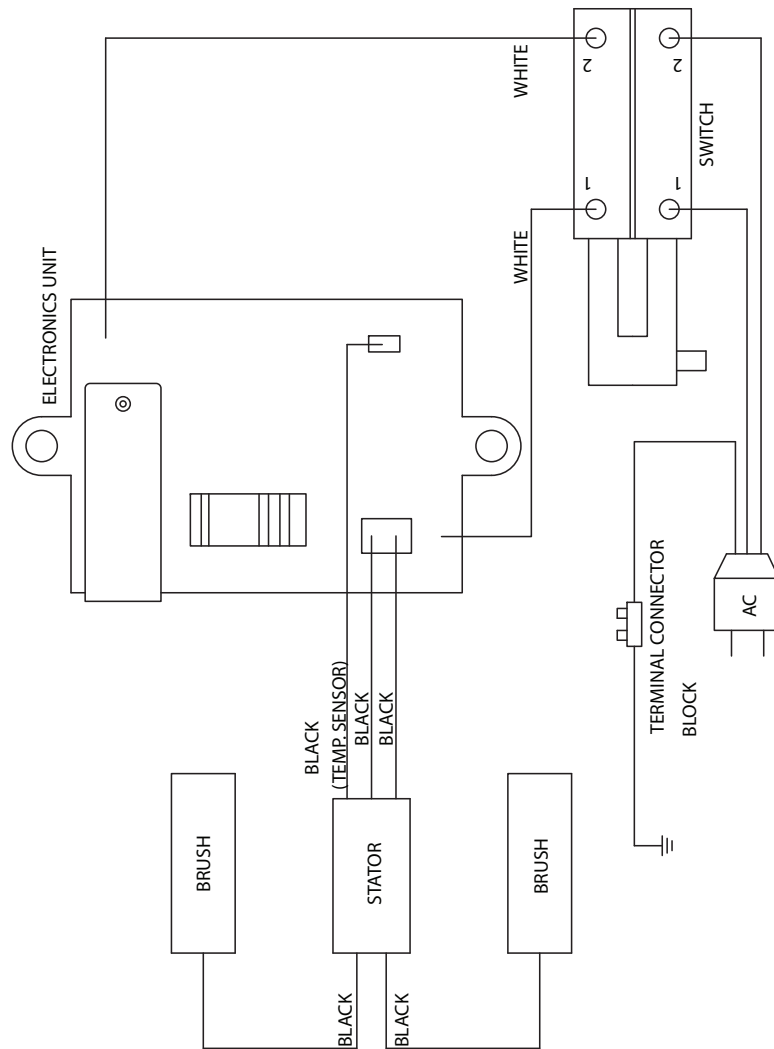 WHITE
2
2
SWITCH
1
1
WHITE
ELECTRONICS UNIT
BLACK
(TEMP. SENSOR)
BLACK
BLACK
TERMINAL CONNECTOR
BLOCK
AC
BRUSH
STATOR
BRUSH
BLACK
BLACK